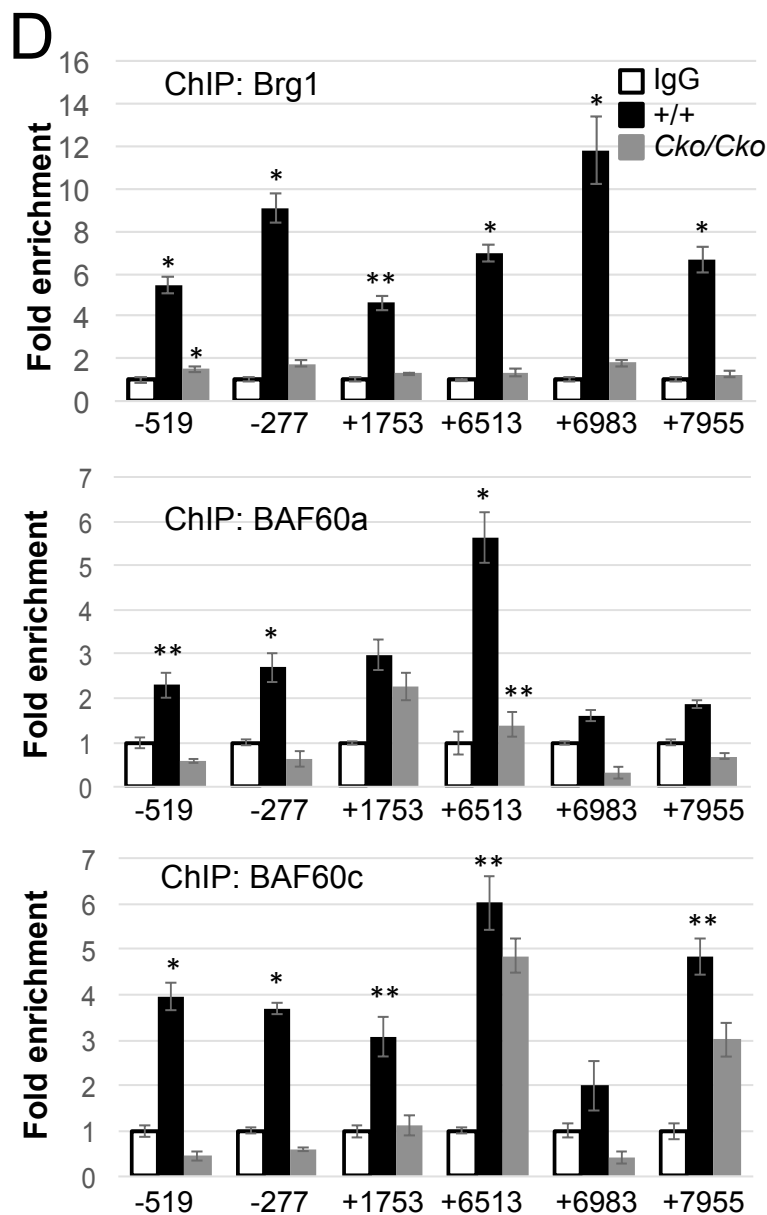 D
ChIP: Brg1
IgG
+/+
Cko/Cko
Fold enrichment
16
14
12
10
8
6
4
2
0
* * ** * * *
*
-519 -277 +1753 +6513 +6983 +7955
ChIP: BAF60a
Fold enrichment
7
6
5
4
3
2
1
0
** * * **
-519 -277 +1753 +6513 +6983 +7955
ChIP: BAF60c
Fold enrichment
7
6
5
4
3
2
1
0
* * ** ** **
-519 -277 +1753 +6513 +6983 +7955